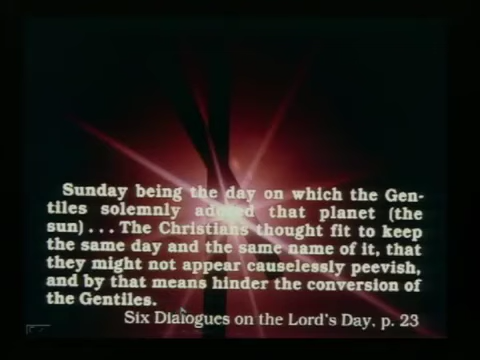 Sunday being the day on which the Gen-
tiles solemnly adored that planet (the
sun) . . . The Christians thought fit to keep
the same day and the same name of it, that
they might not appear causelessly peevish,
and by that means hinder the conversion of
the Gentiles.
Six Dialogues on the Lord's Day, p. 23